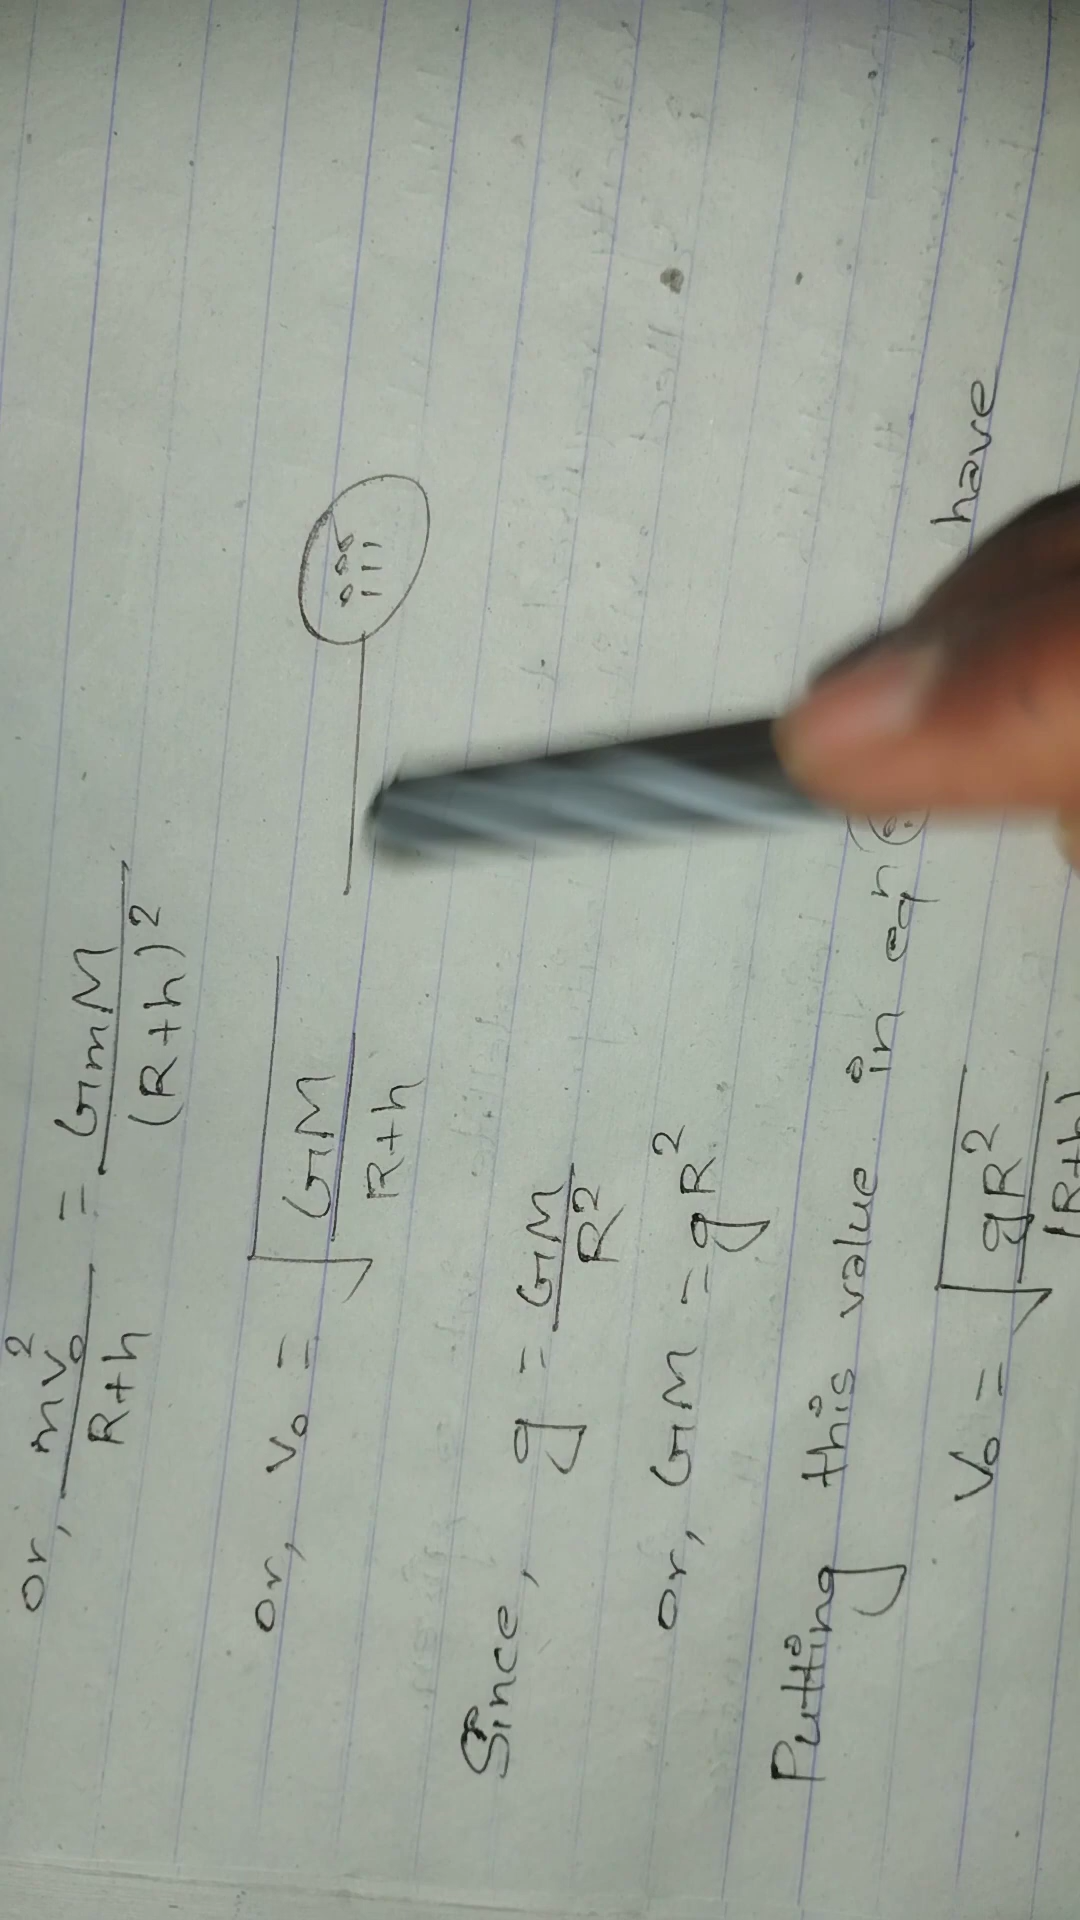 or, mv₀²/R+h = GmM/(R+h)²
or, v₀ = √(GM/R+h) — (iii)
Since, g = GM/R²
or, GM = gR²
Putting this value in eqⁿ have
V₀ = √(gR²/(R+h)